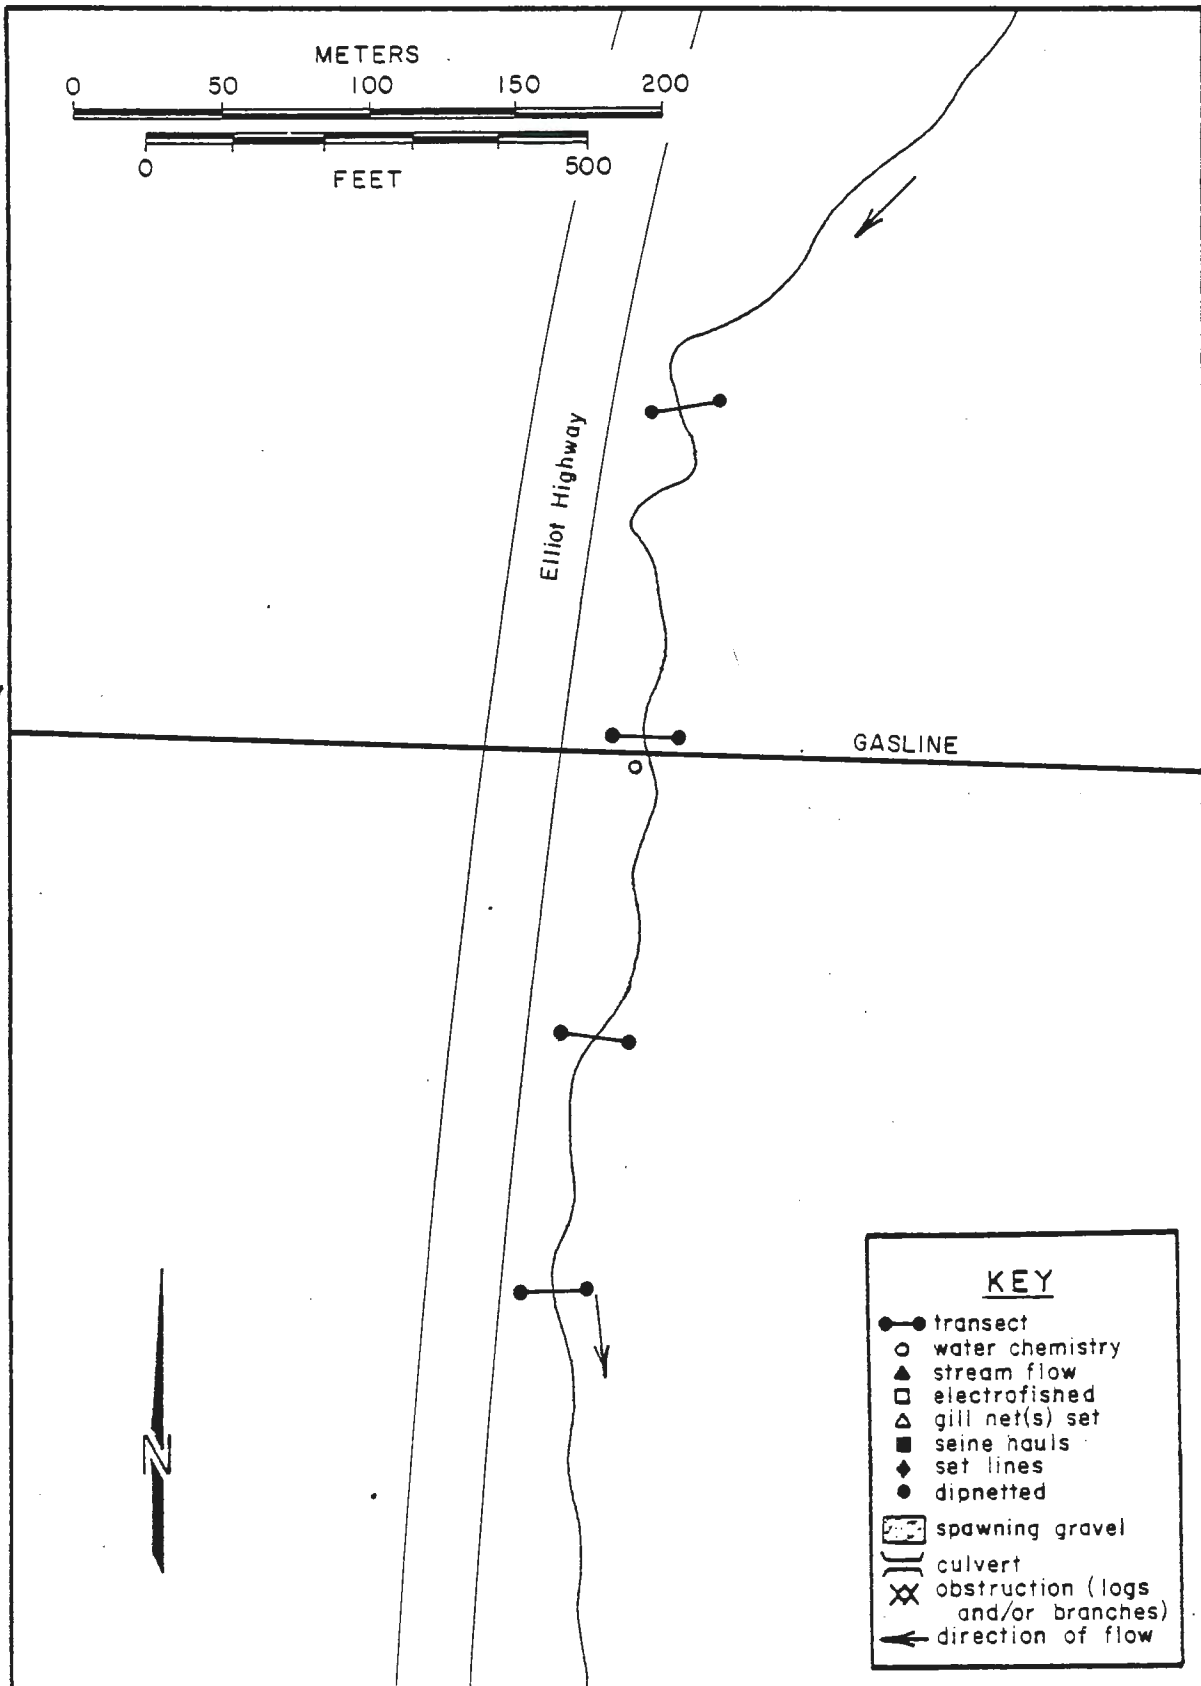 METERS
0 50 100 150 200
0 500
FEET
Elliot Highway
GASLINE
N
KEY
transect
water chemistry
stream flow
electrofished
gill net(s) set
seine hauls
set lines
dipnetted
spawning gravel
culvert
obstruction (logs
and/or branches)
direction of flow